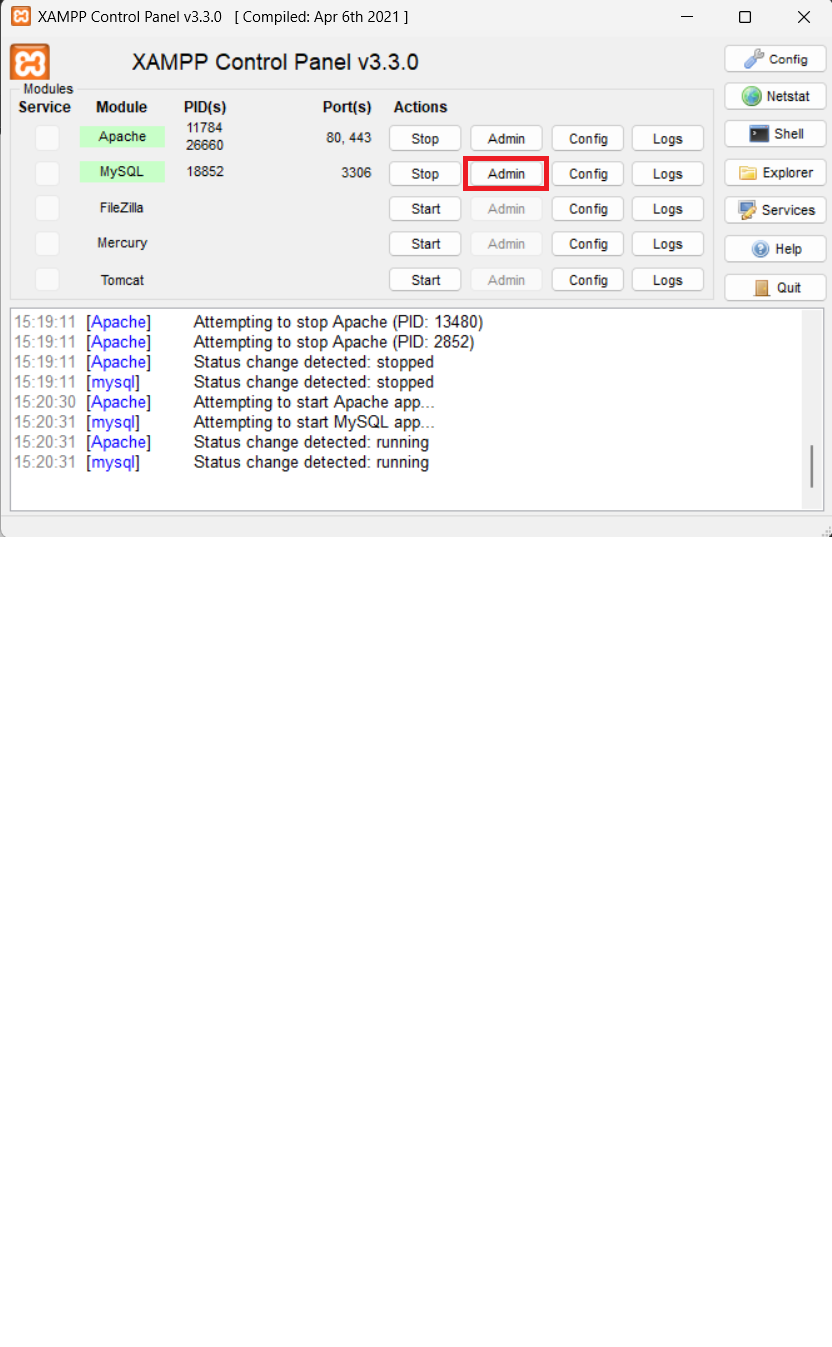 XAMPP Control Panel v3.3.0 [ Compiled: Apr 6th 2021 ]
XAMPP Control Panel v3.3.0
Config
Modules
Service Module PID(s) Port(s) Actions
Netstat
Apache 11784 26660 80, 443 Stop Admin Config Logs
Shell
MySQL 18852 3306 Stop Admin Config Logs
Explorer
FileZilla Start Admin Config Logs
Services
Mercury Start Admin Config Logs
Help
Tomcat Start Admin Config Logs
Quit
15:19:11 [Apache] Attempting to stop Apache (PID: 13480)
15:19:11 [Apache] Attempting to stop Apache (PID: 2852)
15:19:11 [Apache] Status change detected: stopped
15:19:11 [mysql] Status change detected: stopped
15:20:30 [Apache] Attempting to start Apache app...
15:20:31 [mysql] Attempting to start MySQL app...
15:20:31 [Apache] Status change detected: running
15:20:31 [mysql] Status change detected: running